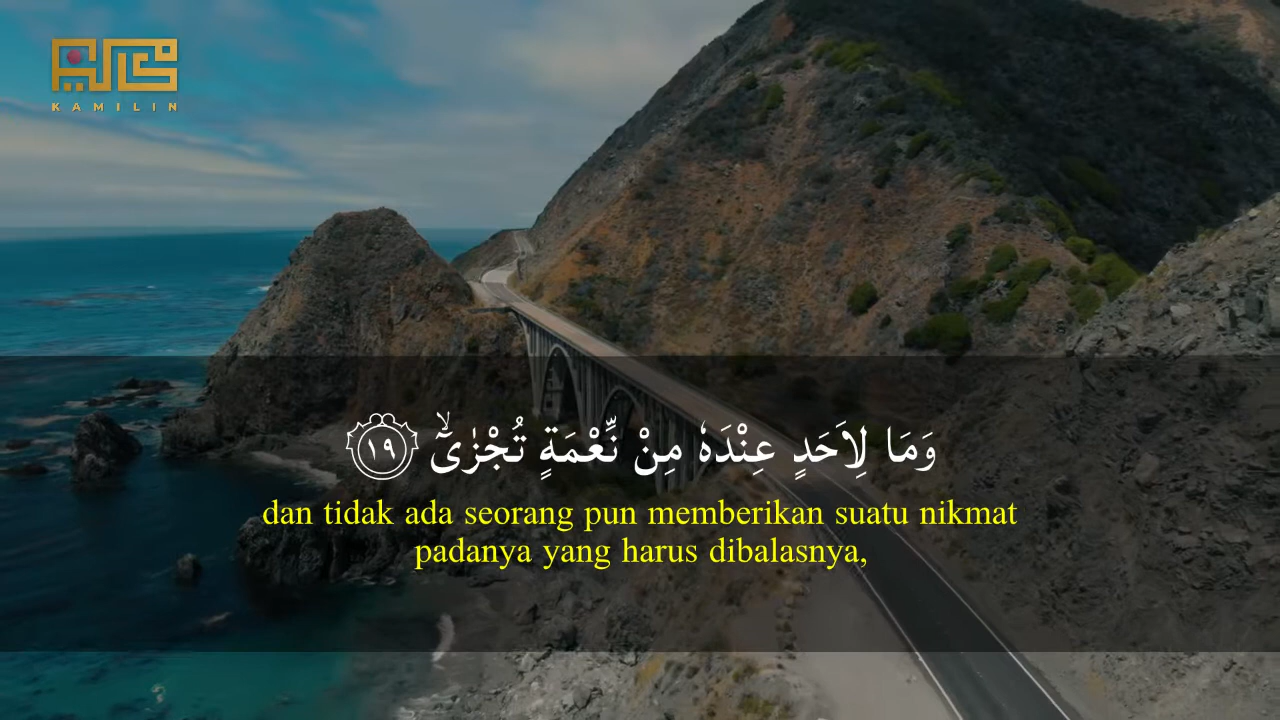 KAMILIN
وَمَا لِاَحَدٍ عِنْدَهٗ مِنْ نِّعْمَةٍ تُجْزٰىٓۙ ١٩
dan tidak ada seorang pun memberikan suatu nikmat
padanya yang harus dibalasnya,